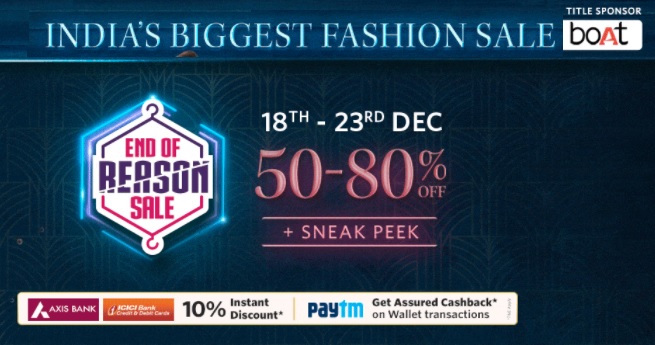 TITLE SPONSOR
INDIA'S BIGGEST FASHION SALE
boAt
18TH - 23RD DEC
END OF
REASON
SALE
50-80% OFF
+ SNEAK PEEK
AXIS BANK
ICICI Bank
Credit & Debit Cards
10% Instant
Discount*
paytm
Get Assured Cashback*
on Wallet transactions